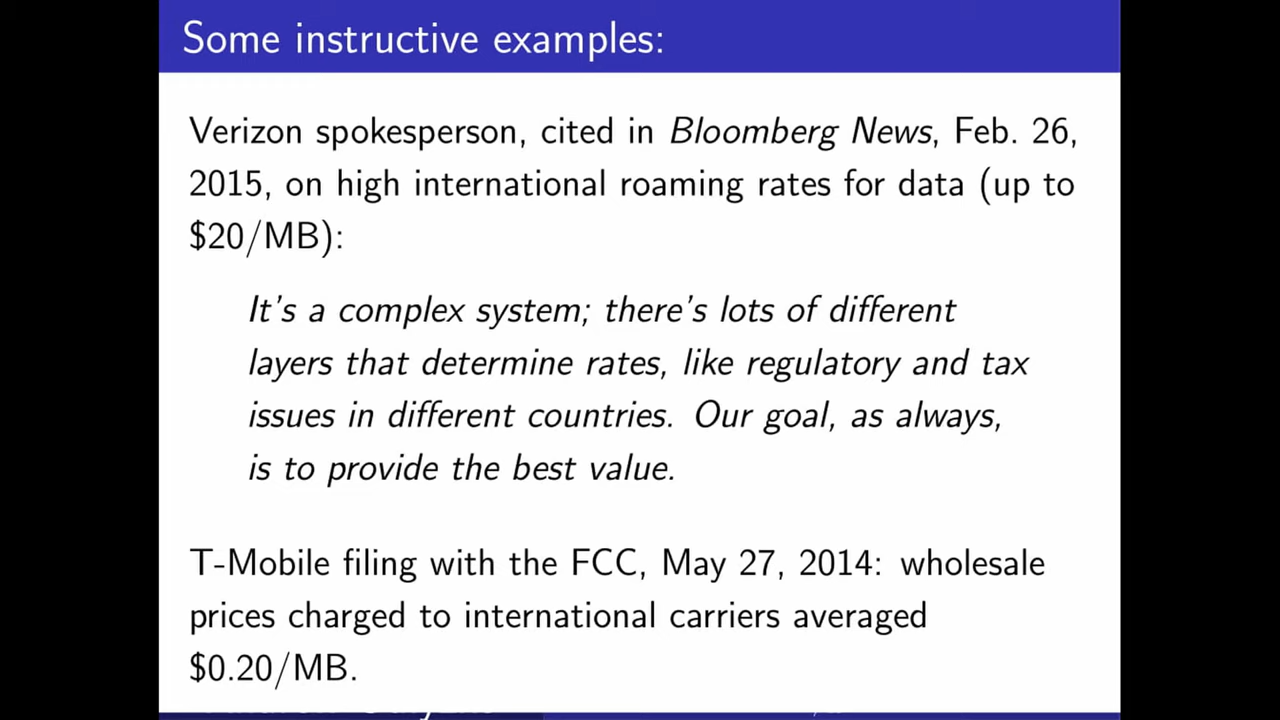 Some instructive examples:
Verizon spokesperson, cited in Bloomberg News, Feb. 26,
2015, on high international roaming rates for data (up to
$20/MB):
It's a complex system; there's lots of different
layers that determine rates, like regulatory and tax
issues in different countries. Our goal, as always,
is to provide the best value.
T-Mobile filing with the FCC, May 27, 2014: wholesale
prices charged to international carriers averaged
$0.20/MB.